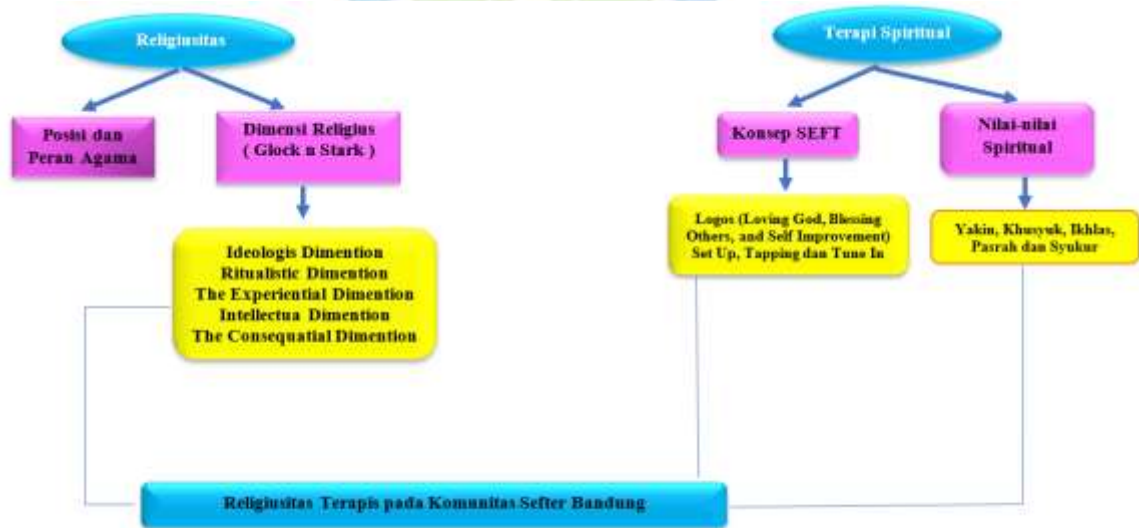 Religiusitas
Terapi Spiritual
Posisi dan
Peran Agama
Dimensi Religius
( Glock n Stark )
Konsep SEFT
Nilai-nilai
Spiritual
Ideologis Dimention
Ritualistic Dimention
The Experiential Dimention
Intellectua Dimention
The Consequatial Dimention
Logos (Loving God, Blessing
Others, and Self Improvement)
Set Up, Tapping dan Tune In
Yakin, Khusyuk, Ikhlas,
Pasrah dan Syukur
Religiusitas Terapis pada Komunitas Sefter Bandung